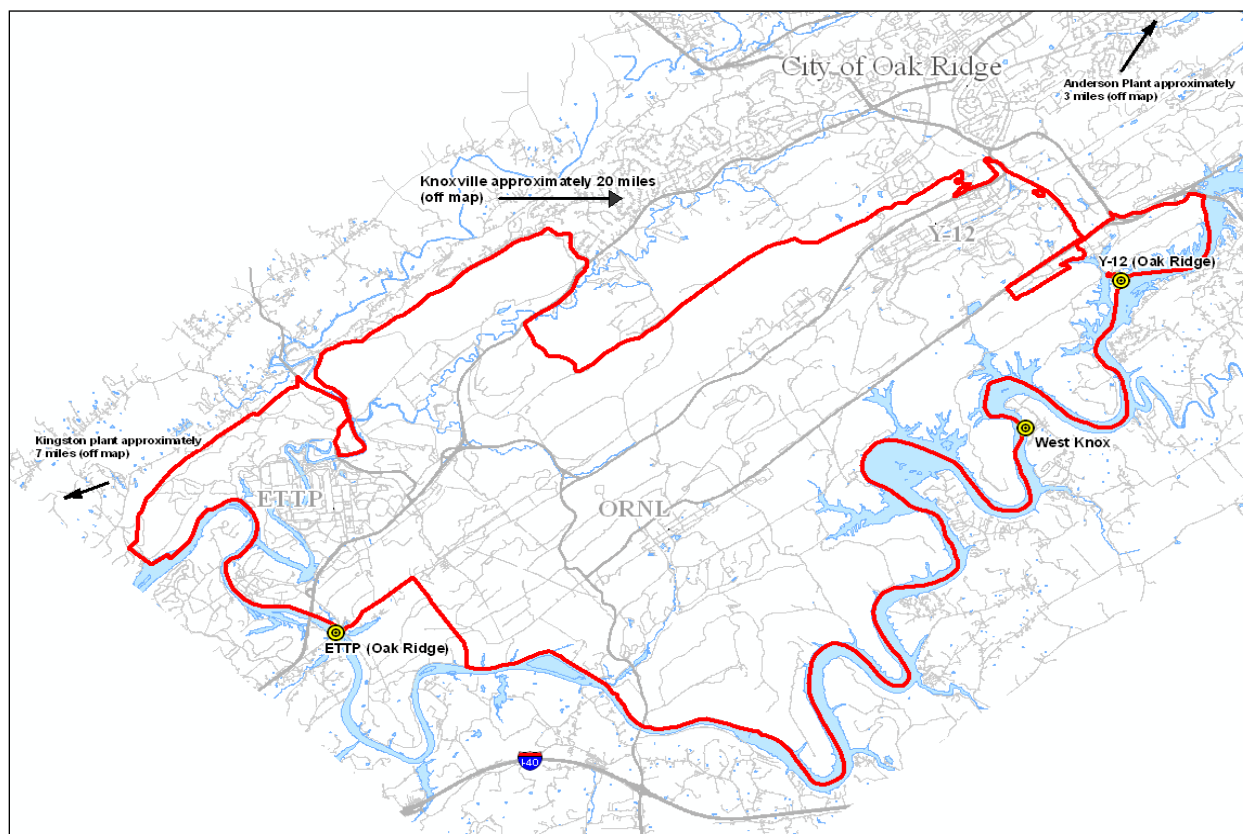 City of Oak Ridge
Anderson Plant approximately
3 miles (off map)
Knoxville approximately 20 miles
(off map)
Y-12
Y-12 (Oak Ridge)
Kingston plant approximately
7 miles (off map)
West Knox
ETTP
ORNL
ETTP (Oak Ridge)
I-40